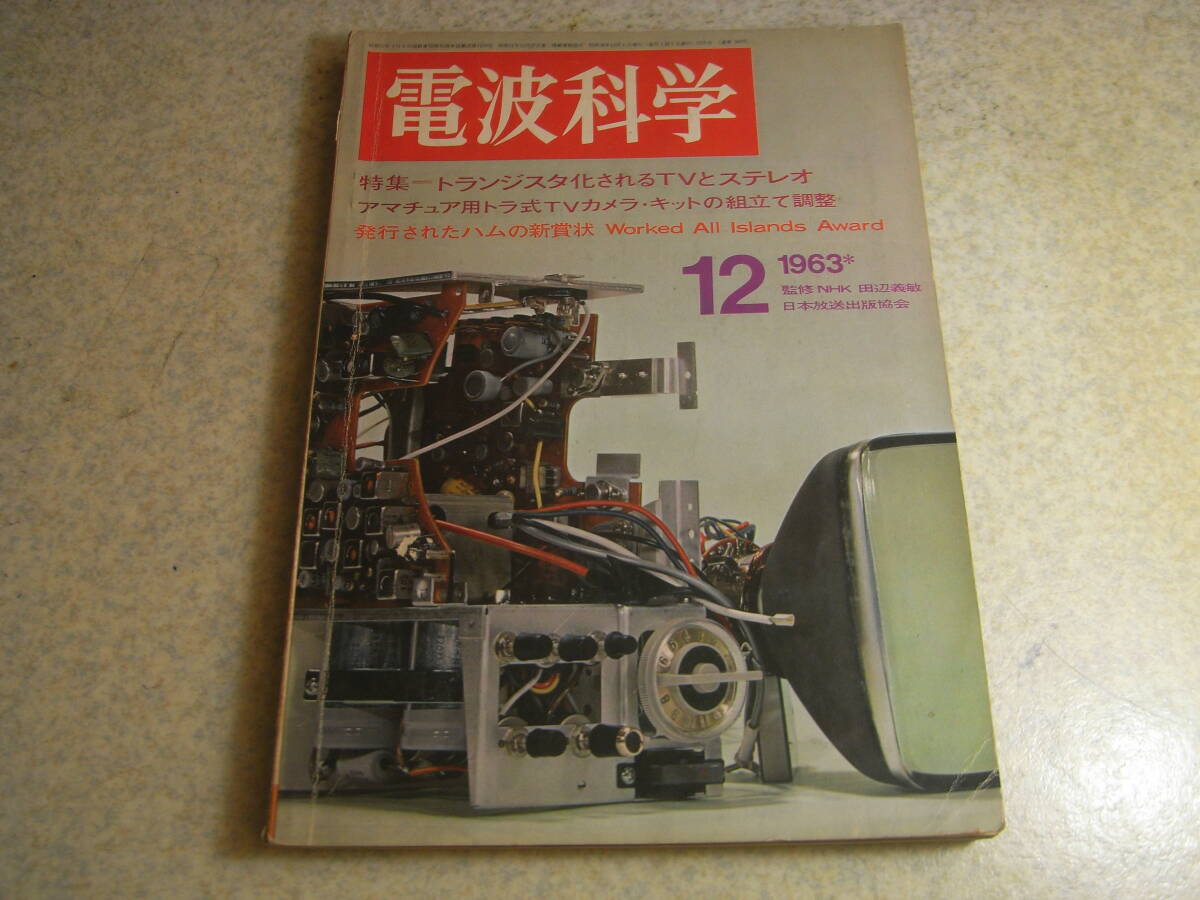 電波科学
特集ートランジスタ化されるTVとステレオ
アマチュア用トラ式TVカメラ・キットの組立て調整
発行されたハムの新賞状 Worked All Islands Award
12 1963*
監修 NHK 田辺義敏
日本放送出版協会